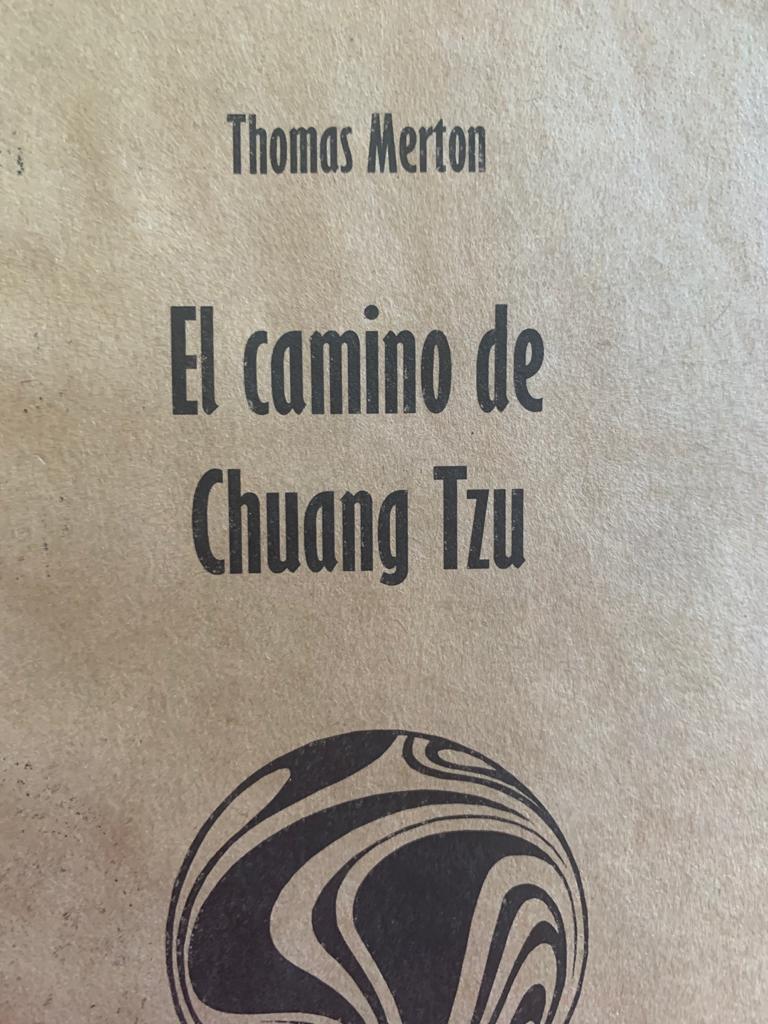 Thomas Merton
El camino de
Chuang Tzu